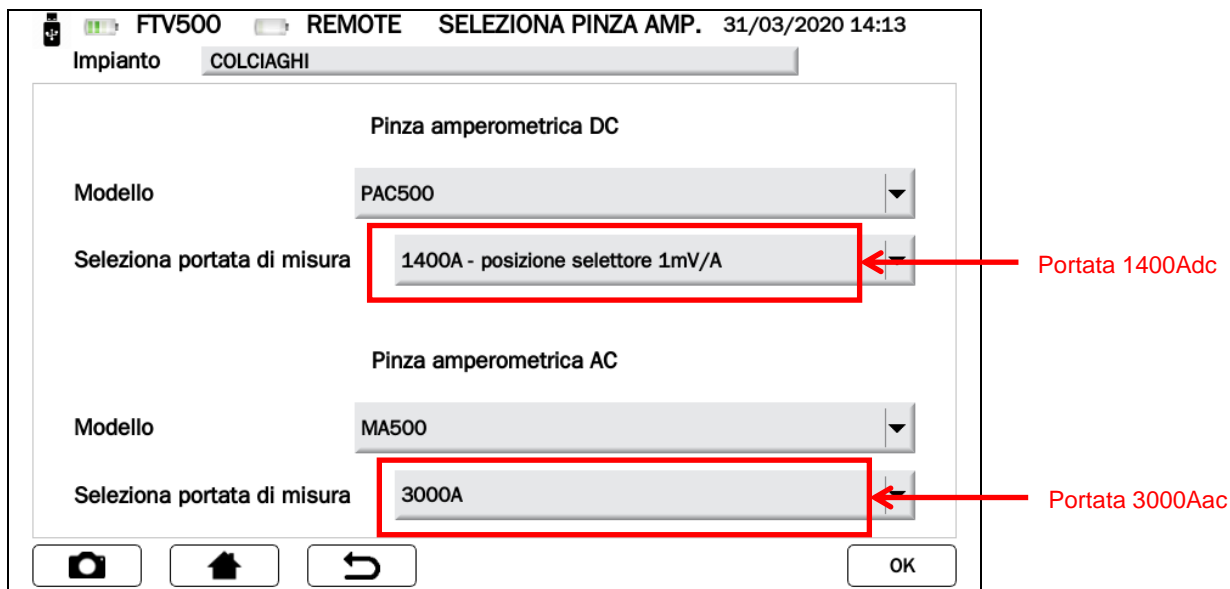 FTV500 REMOTE SELEZIONA PINZA AMP. 31/03/2020 14:13
Impianto COLCIAGHI
Pinza amperometrica DC
Modello PAC500
Seleziona portata di misura 1400A - posizione selettore 1mV/A
Portata 1400Adc
Pinza amperometrica AC
Modello MA500
Seleziona portata di misura 3000A
Portata 3000Aac
OK